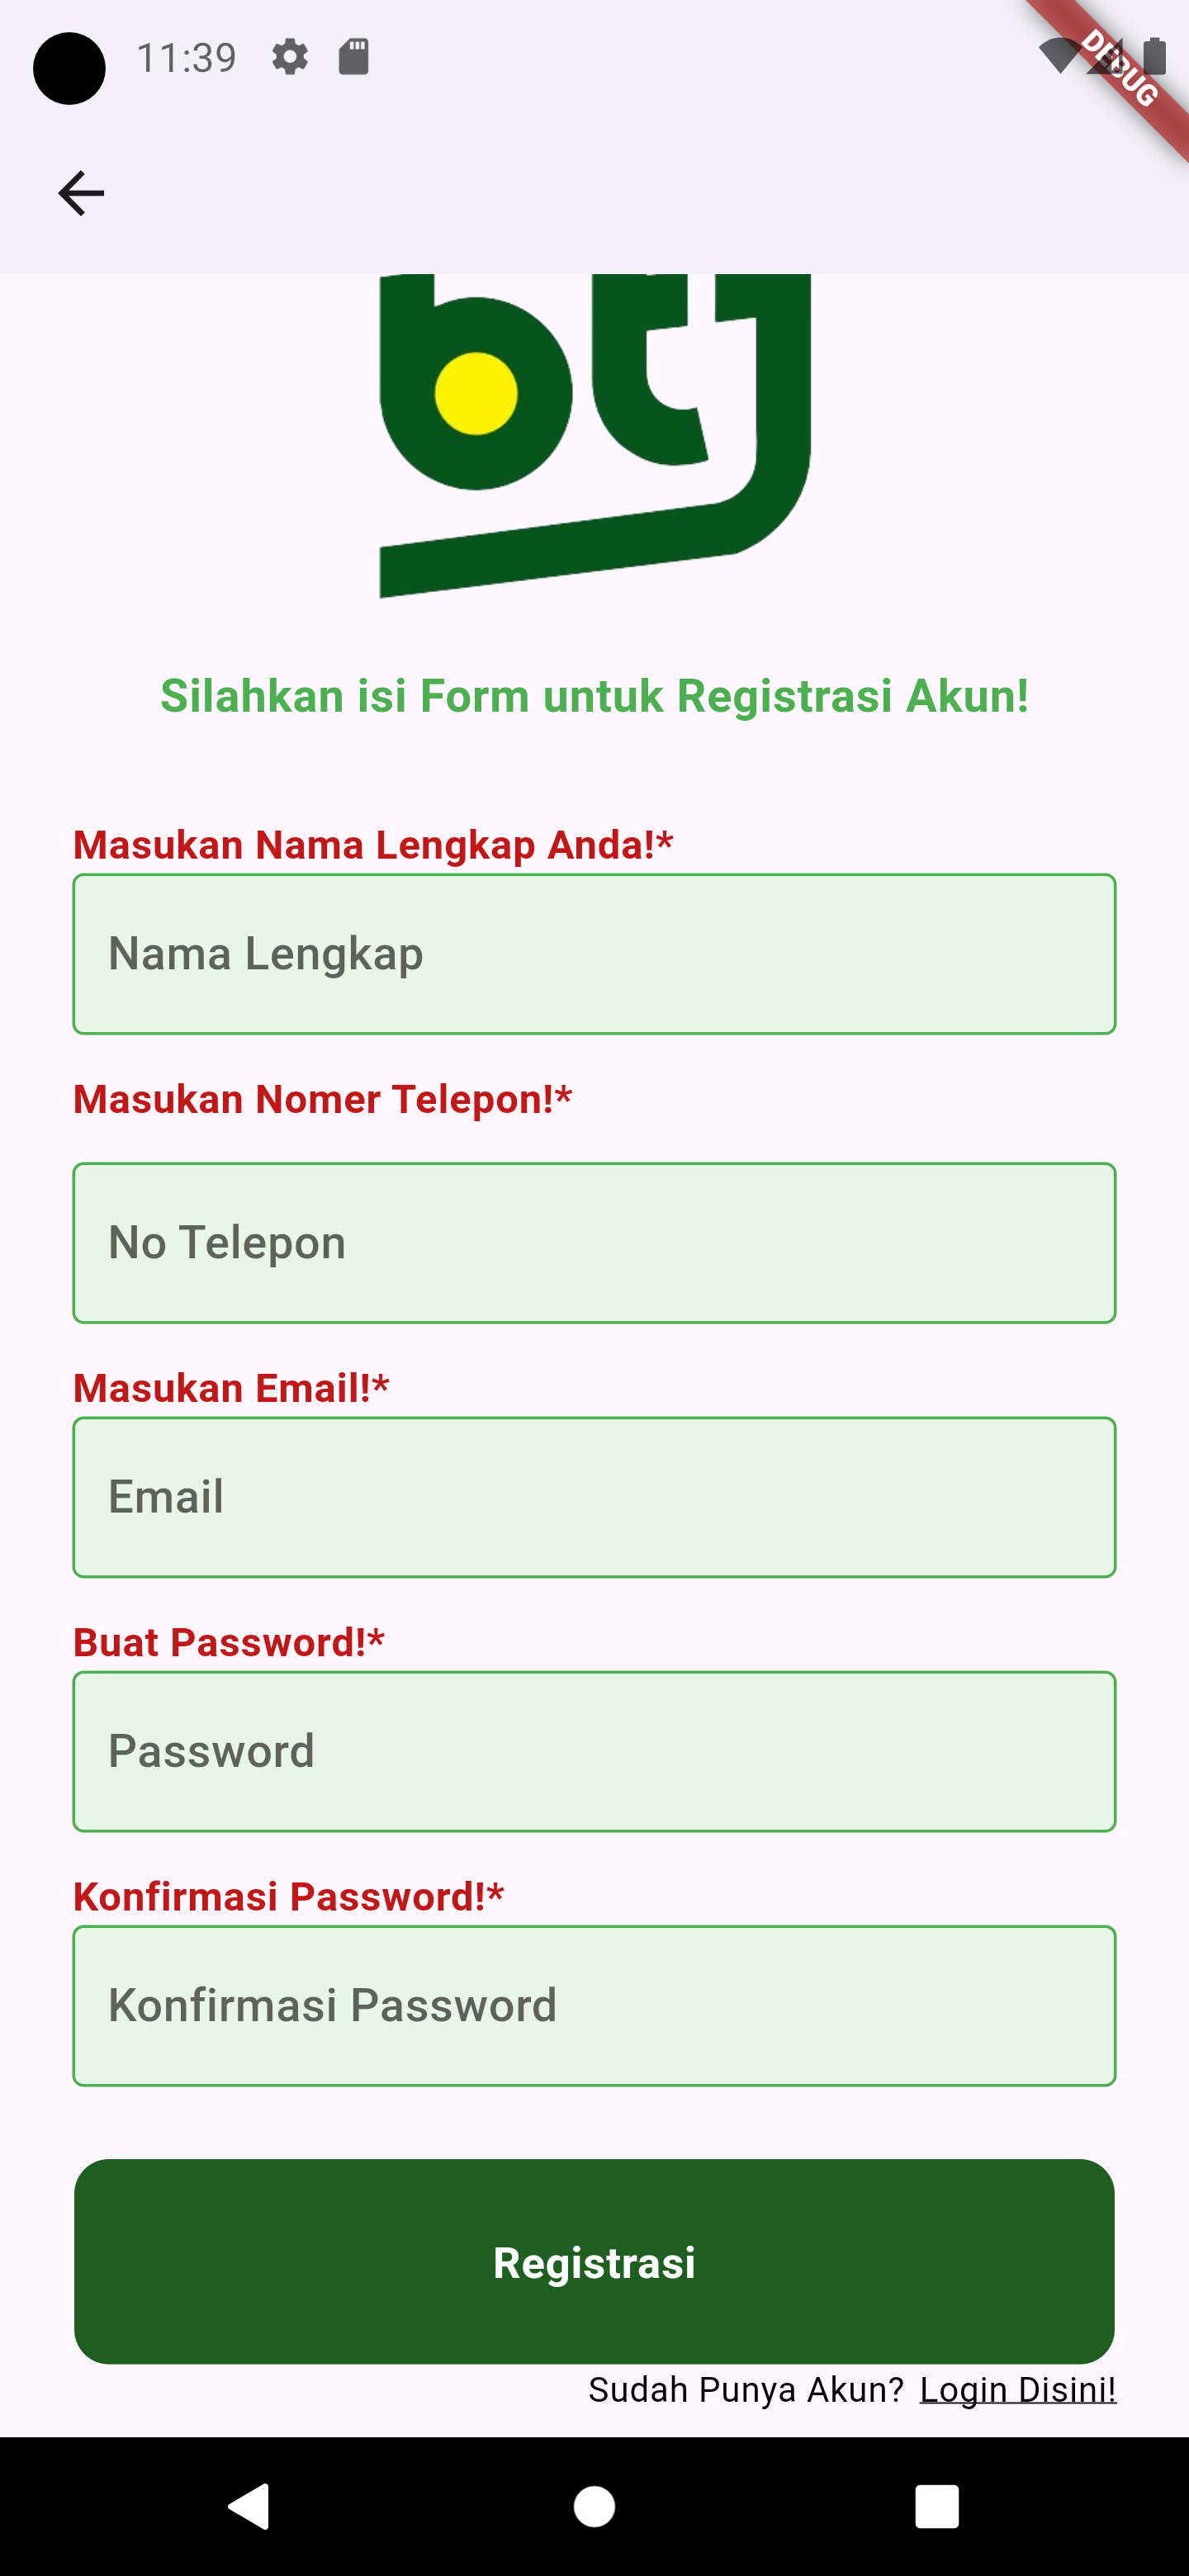 11:39
DEBUG
btj
Silahkan isi Form untuk Registrasi Akun!
Masukan Nama Lengkap Anda!*
Nama Lengkap
Masukan Nomer Telepon!*
No Telepon
Masukan Email!*
Email
Buat Password!*
Password
Konfirmasi Password!*
Konfirmasi Password
Registrasi
Sudah Punya Akun? Login Disini!